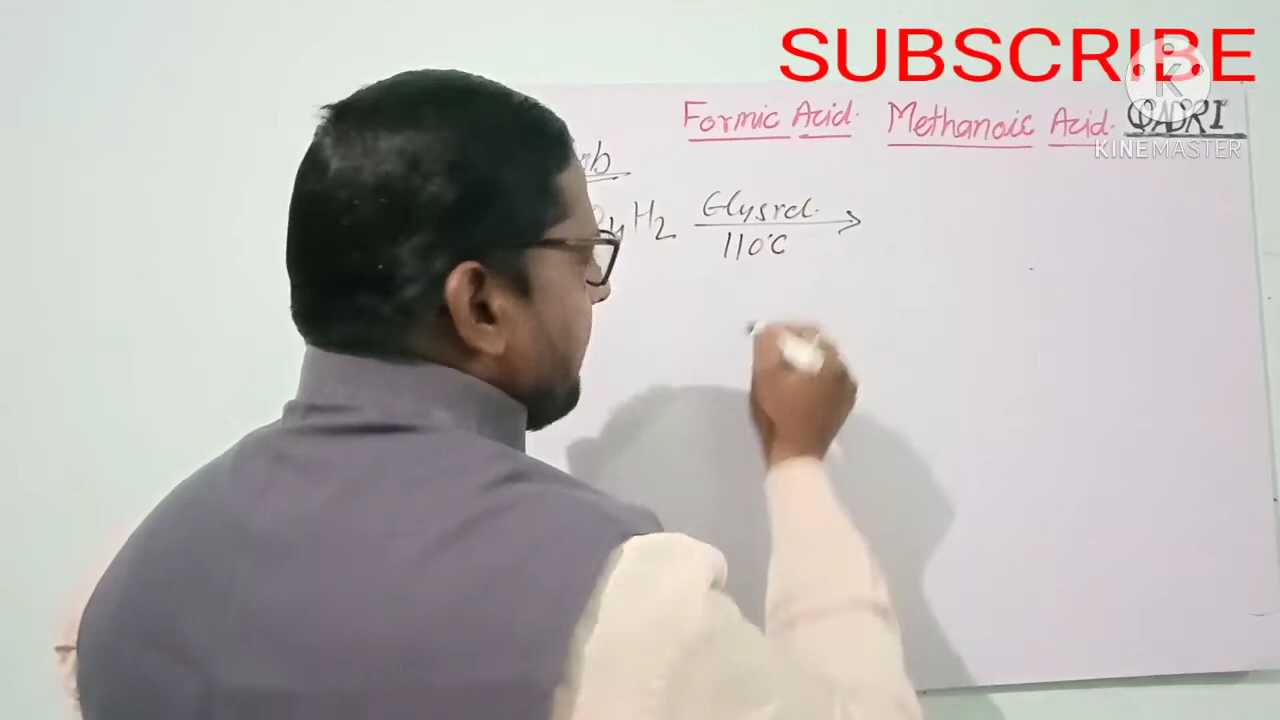 SUBSCRIBE
Formic Acid. Methanoic Acid. QADRI
KINEMASTER
H2 Glysrol.
110°C